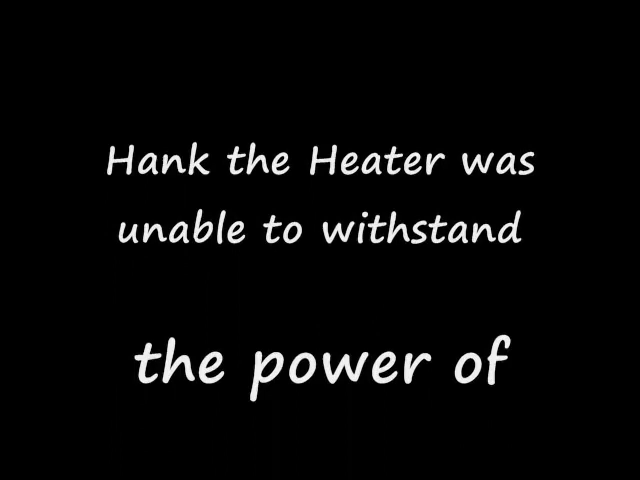 Hank the Heater was
unable to withstand
the power of